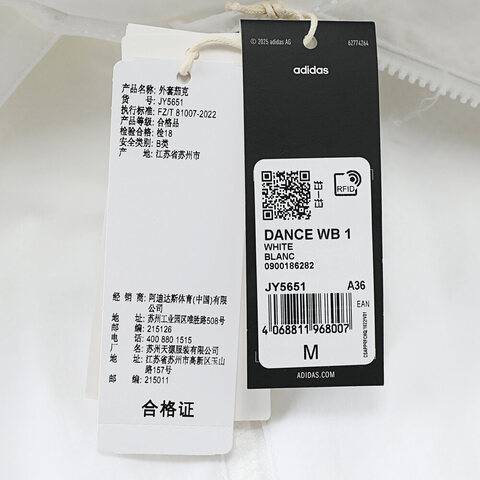 产品名称: 外套茄克
货 号: JY5651
执行标准: FZ/T 81007-2022
产品等级: 合格品
检验合格: 检18
安全类别: B类
产 地: 江苏省苏州市
经 销 商: 阿迪达斯体育(中国)有限
公司
地 址: 苏州工业园区唯胜路508号
邮 编: 215126
电 话: 400 880 1515
厂 名: 苏州天源服装有限公司
地 址: 苏州市苏州高新区玉山
路157号
邮 编: 215011
合格证
© 2025 adidas AG
62774264
adidas
RFID
DANCE WB 1
WHITE
BLANC
0900186282
JY5651 A36
EAN
4 068811 968007
M
ADIDAS.COM